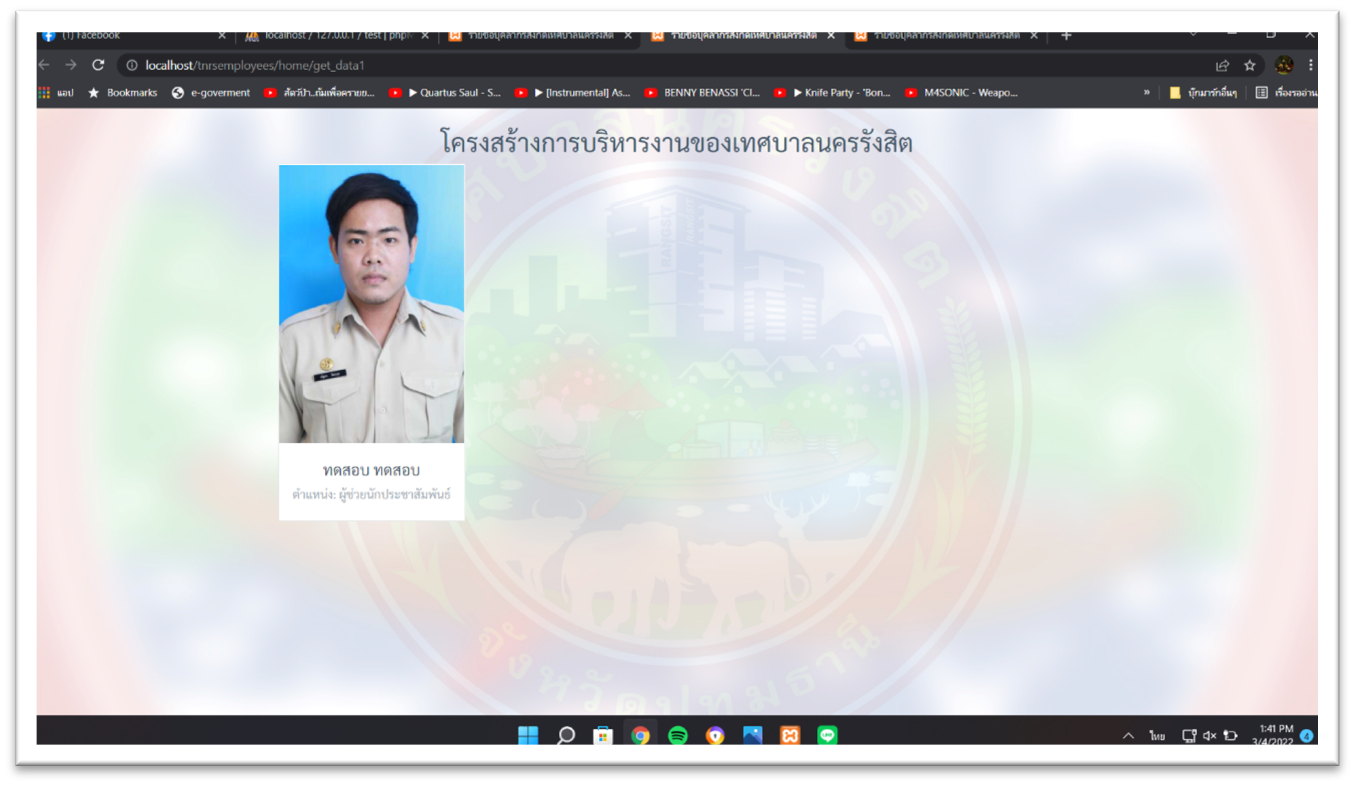 (1) Facebook
localhost / 127.0.0.1 / test | php
รายชื่อบุคลากรสังกัดเทศบาลนครรังสิต
รายชื่อบุคลากรสังกัดเทศบาลนครรังสิต
รายชื่อบุคลากรสังกัดเทศบาลนครรังสิต
localhost/tnrsemployees/home/get_data1
แอป
Bookmarks
e-goverment
▶ Quartus Saul - S...
▶ [Instrumental] As...
BENNY BENASSI 'Cl...
▶ Knife Party - 'Bon...
M4SONIC - Weapo...
»
บุ๊กมาร์กอื่นๆ
เรื่องรออ่าน
โครงสร้างการบริหารงานของเทศบาลนครรังสิต
RANGSIT
ทดสอบ ทดสอบ
ตำแหน่ง: ผู้ช่วยนักประชาสัมพันธ์
จังหวัดปทุมธานี
ไทย
1:41 PM
3/4/2022
4